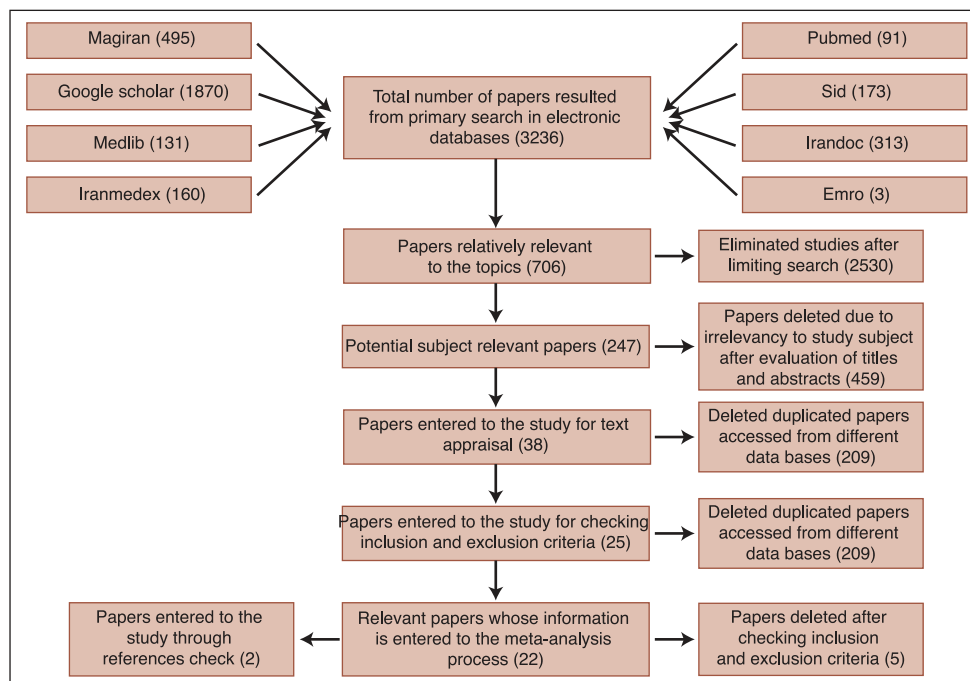 Magiran (495)
Google scholar (1870)
Medlib (131)
Iranmedex (160)
Total number of papers resulted
from primary search in electronic
databases (3236)
Pubmed (91)
Sid (173)
Irandoc (313)
Emro (3)
Papers relatively relevant
to the topics (706)
Eliminated studies after
limiting search (2530)
Potential subject relevant papers (247)
Papers deleted due to
irrelevancy to study subject
after evaluation of titles
and abstracts (459)
Papers entered to the study for text
appraisal (38)
Deleted duplicated papers
accessed from different
data bases (209)
Papers entered to the study for checking
inclusion and exclusion criteria (25)
Deleted duplicated papers
accessed from different
data bases (209)
Papers entered to the
study through
references check (2)
Relevant papers whose information
is entered to the meta-analysis
process (22)
Papers deleted after
checking inclusion
and exclusion criteria (5)